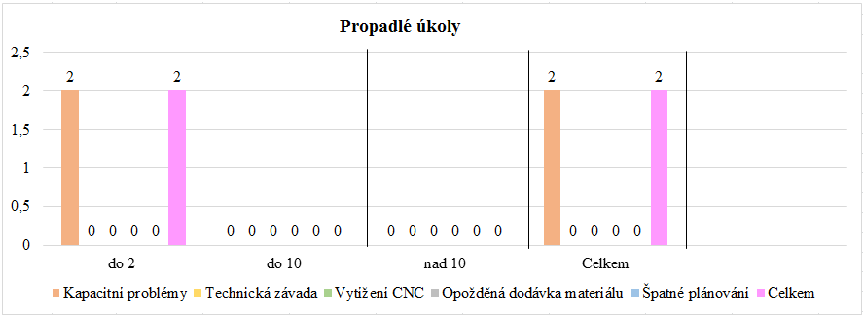 Propadlé úkoly
2,5
2
1,5
1
0,5
0
2 0 0 0 0 2
0 0 0 0 0 0
0 0 0 0 0 0
2 0 0 0 0 2
do 2 do 10 nad 10 Celkem
Kapacitní problémy Technická závada Vytížení CNC Opožděná dodávka materiálu Špatné plánování Celkem